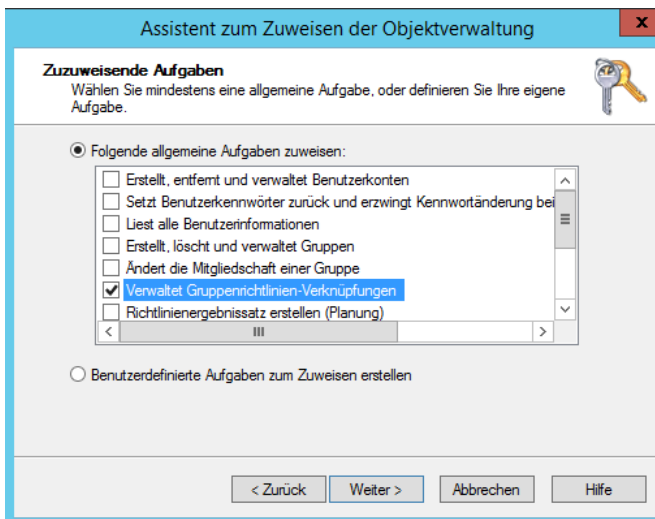 Assistent zum Zuweisen der Objektverwaltung
x
Zuzuweisende Aufgaben
Wählen Sie mindestens eine allgemeine Aufgabe, oder definieren Sie Ihre eigene
Aufgabe.
Folgende allgemeine Aufgaben zuweisen:
Erstellt, entfernt und verwaltet Benutzerkonten
Setzt Benutzerkennwörter zurück und erzwingt Kennwortänderung bei
Liest alle Benutzerinformationen
Erstellt, löscht und verwaltet Gruppen
Ändert die Mitgliedschaft einer Gruppe
Verwaltet Gruppenrichtlinien-Verknüpfungen
Richtlinienergebnissatz erstellen (Planung)
Benutzerdefinierte Aufgaben zum Zuweisen erstellen
< Zurück Weiter > Abbrechen Hilfe